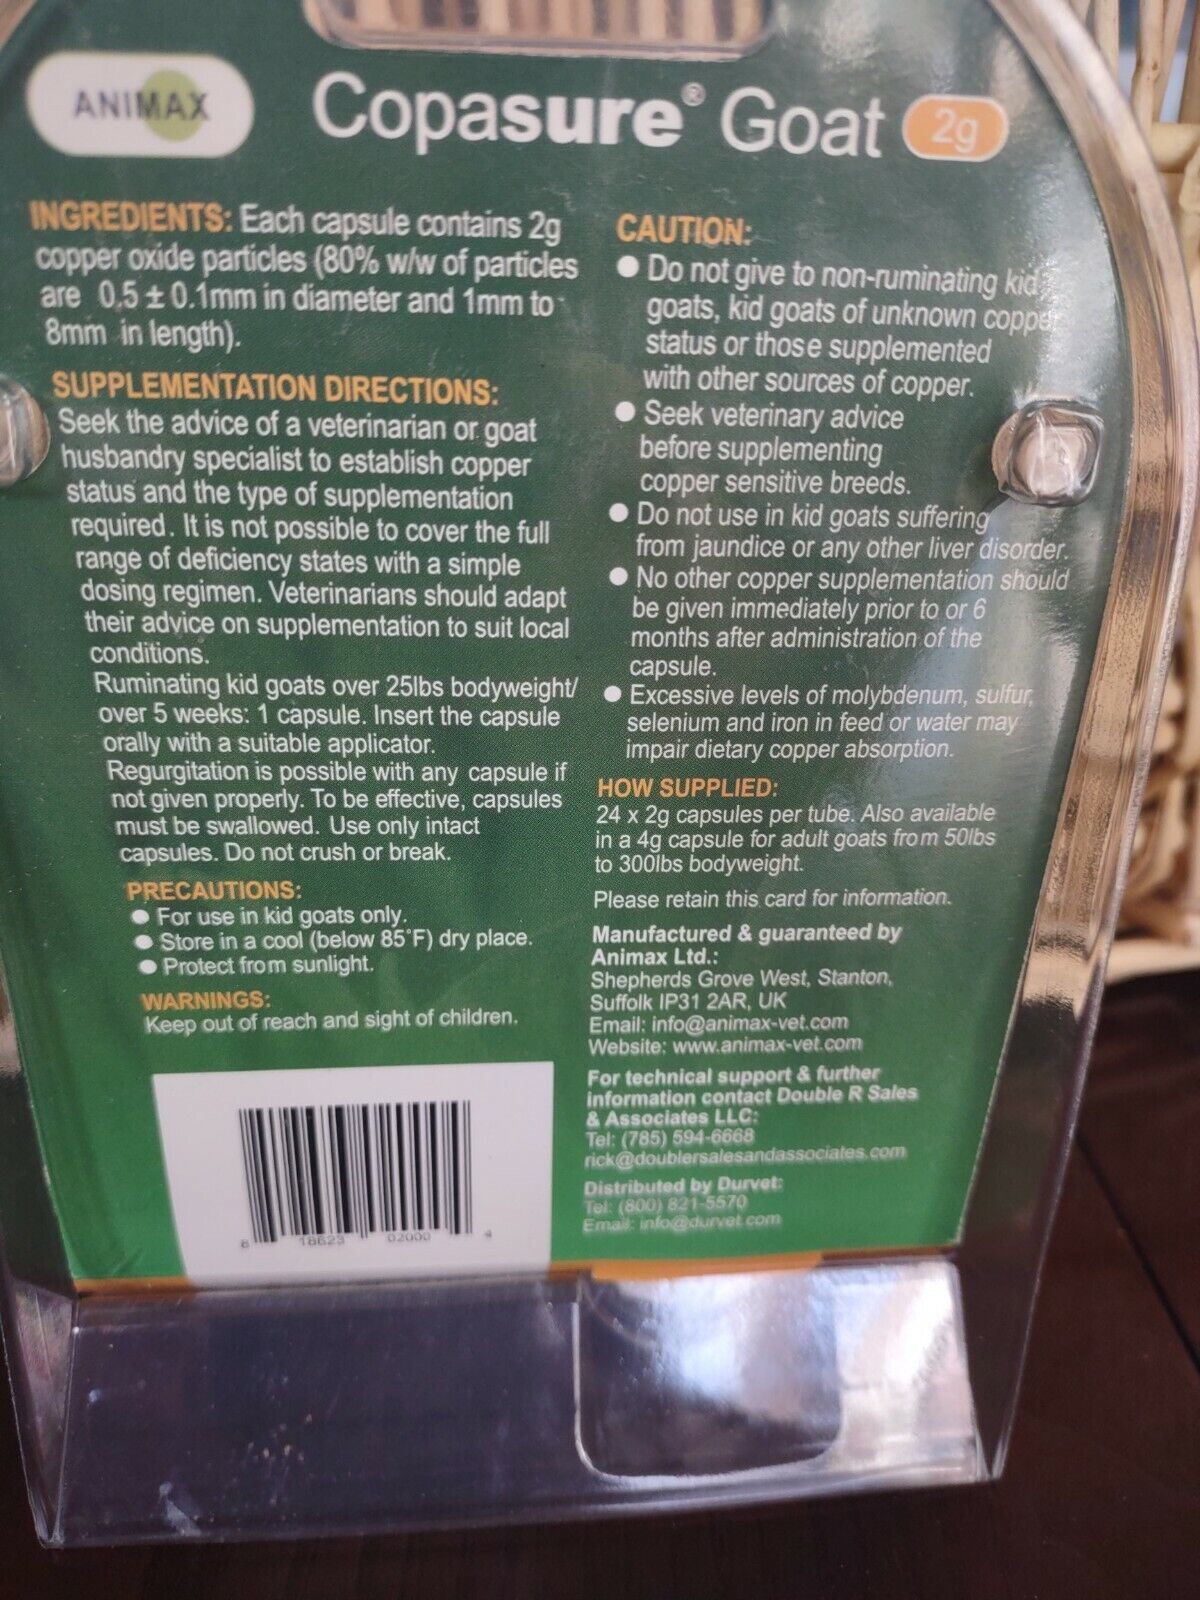 ANIMAX
Copasure® Goat 2g
INGREDIENTS: Each capsule contains 2g
copper oxide particles (80% w/w of particles
are 0.5 ± 0.1mm in diameter and 1mm to
8mm in length).
SUPPLEMENTATION DIRECTIONS:
Seek the advice of a veterinarian or goat
husbandry specialist to establish copper
status and the type of supplementation
required. It is not possible to cover the full
range of deficiency states with a simple
dosing regimen. Veterinarians should adapt
their advice on supplementation to suit local
conditions.
Ruminating kid goats over 25lbs bodyweight/
over 5 weeks: 1 capsule. Insert the capsule
orally with a suitable applicator.
Regurgitation is possible with any capsule if
not given properly. To be effective, capsules
must be swallowed. Use only intact
capsules. Do not crush or break.
PRECAUTIONS:
● For use in kid goats only.
● Store in a cool (below 85°F) dry place.
● Protect from sunlight.
WARNINGS:
Keep out of reach and sight of children.
8 18623 02000 4
CAUTION:
● Do not give to non-ruminating kid
goats, kid goats of unknown copper
status or those supplemented
with other sources of copper.
● Seek veterinary advice
before supplementing
copper sensitive breeds.
● Do not use in kid goats suffering
from jaundice or any other liver disorder.
● No other copper supplementation should
be given immediately prior to or 6
months after administration of the
capsule.
● Excessive levels of molybdenum, sulfur,
selenium and iron in feed or water may
impair dietary copper absorption.
HOW SUPPLIED:
24 x 2g capsules per tube. Also available
in a 4g capsule for adult goats from 50lbs
to 300lbs bodyweight.
Please retain this card for information.
Manufactured & guaranteed by
Animax Ltd.:
Shepherds Grove West, Stanton,
Suffolk IP31 2AR, UK
Email: info@animax-vet.com
Website: www.animax-vet.com
For technical support & further
information contact Double R Sales
& Associates LLC:
Tel: (785) 594-6668
rick@doublersalesandassociates.com
Distributed by Durvet:
Tel: (800) 821-5570
Email: info@durvet.com